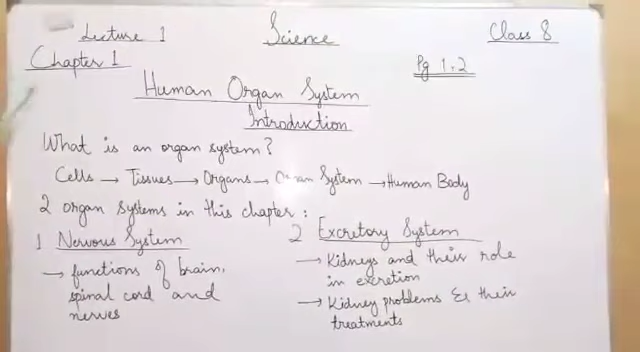 Lecture 1 Science Class 8
Chapter 1 Pg 1,2
Human Organ System
Introduction
What is an organ system?
Cells → Tissues → Organs → Organ System → Human Body
2 organ systems in this chapter:
1 Nervous System
→ functions of brain,
spinal cord and
nerves
2 Excretory System
→ Kidneys and their role
in excretion
→ Kidney problems & their
treatments